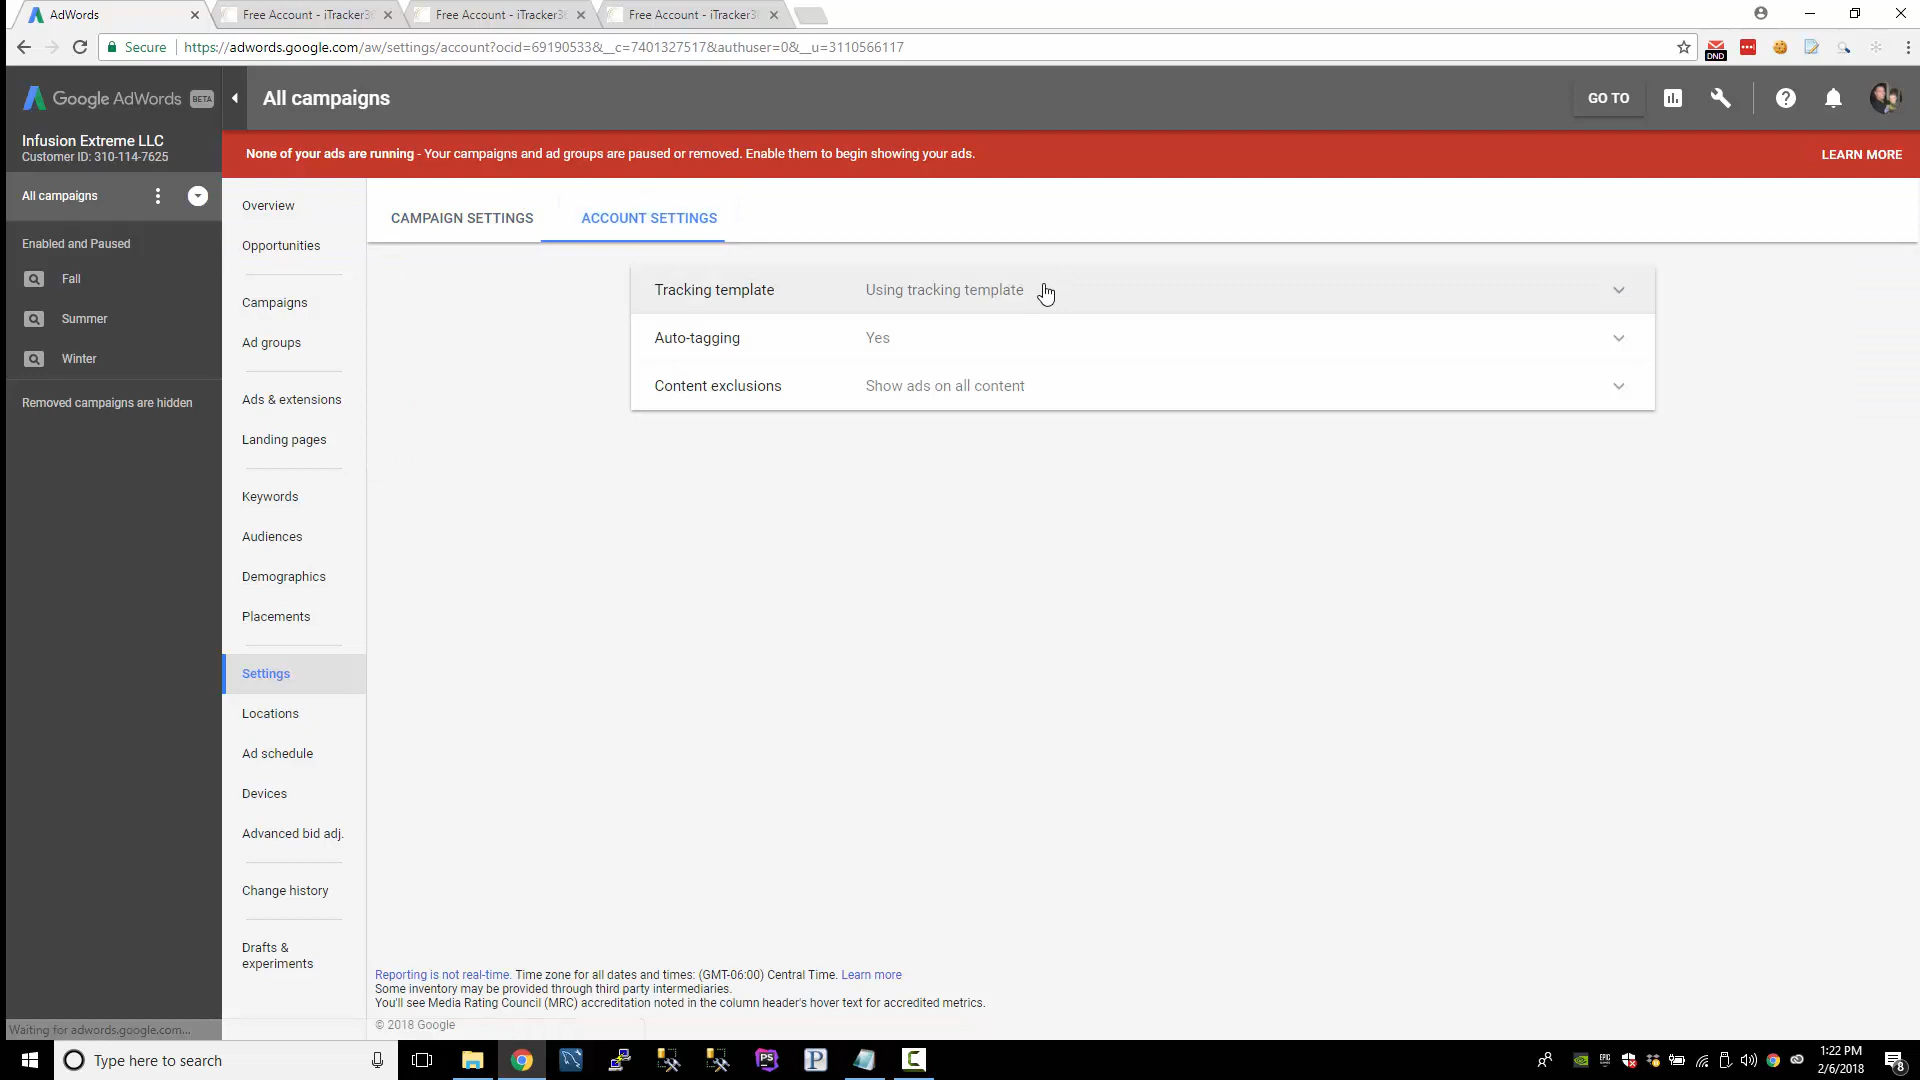 AdWords
Free Account - iTracker3
Free Account - iTracker3
Free Account - iTracker3
Secure
https://adwords.google.com/aw/settings/account?ocid=69190533&__c=7401327517&authuser=0&__u=3110566117
DND
Google AdWords BETA
All campaigns
GO TO
Infusion Extreme LLC
Customer ID: 310-114-7625
None of your ads are running - Your campaigns and ad groups are paused or removed. Enable them to begin showing your ads.
LEARN MORE
All campaigns
Enabled and Paused
Fall
Summer
Winter
Removed campaigns are hidden
Overview
Opportunities
Campaigns
Ad groups
Ads & extensions
Landing pages
Keywords
Audiences
Demographics
Placements
Settings
Locations
Ad schedule
Devices
Advanced bid adj.
Change history
Drafts &
experiments
CAMPAIGN SETTINGS
ACCOUNT SETTINGS
Tracking template
Using tracking template
Auto-tagging
Yes
Content exclusions
Show ads on all content
Reporting is not real-time. Time zone for all dates and times: (GMT-06:00) Central Time. Learn more
Some inventory may be provided through third party intermediaries.
You'll see Media Rating Council (MRC) accreditation noted in the column header's hover text for accredited metrics.
© 2018 Google
Waiting for adwords.google.com...
Type here to search
PS
P
C
EPIC
1:22 PM
2/6/2018
8